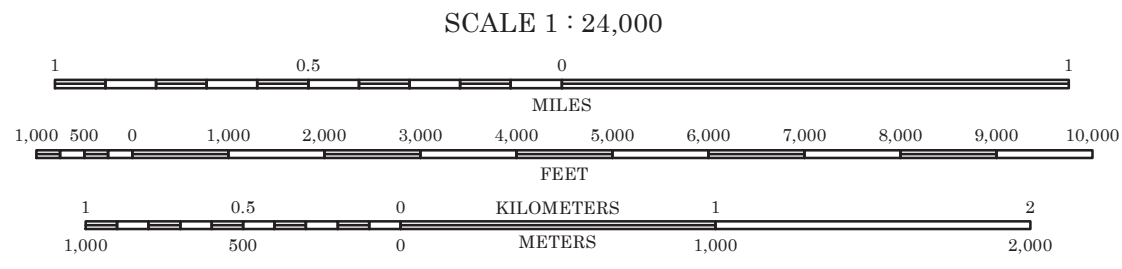 SCALE 1 : 24,000
1 0.5 0 1
MILES
1,000 500 0 1,000 2,000 3,000 4,000 5,000 6,000 7,000 8,000 9,000 10,000
FEET
1 0.5 0 KILOMETERS 1 2
1,000 500 0 METERS 1,000 2,000